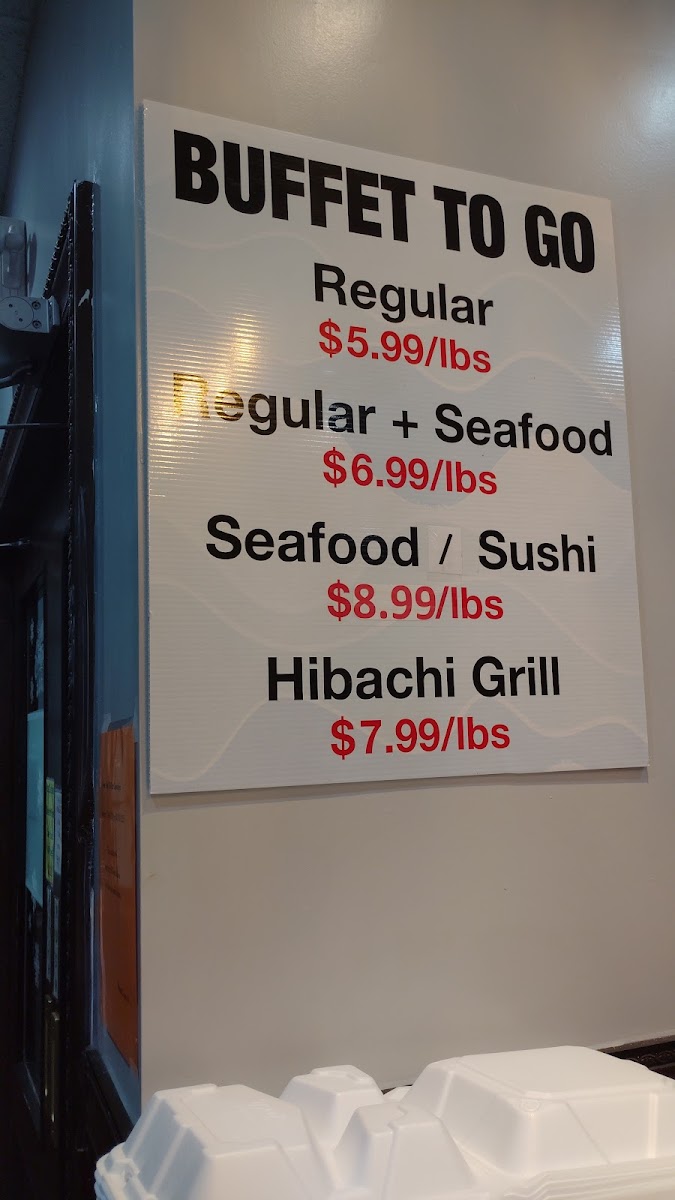 BUFFET TO GO
Regular
$5.99/lbs
Regular + Seafood
$6.99/lbs
Seafood / Sushi
$8.99/lbs
Hibachi Grill
$7.99/lbs